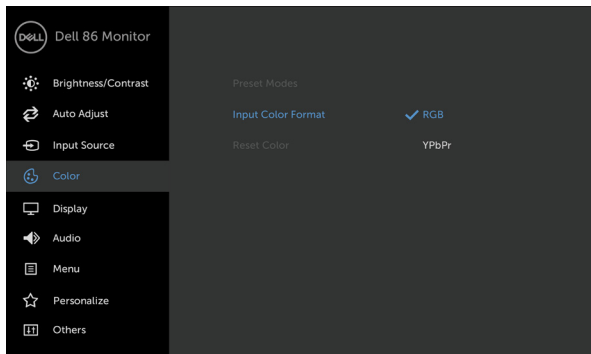 DELL Dell 86 Monitor
Brightness/Contrast
Preset Modes
Auto Adjust
Input Color Format
RGB
Input Source
Reset Color
YPbPr
Color
Display
Audio
Menu
Personalize
Others